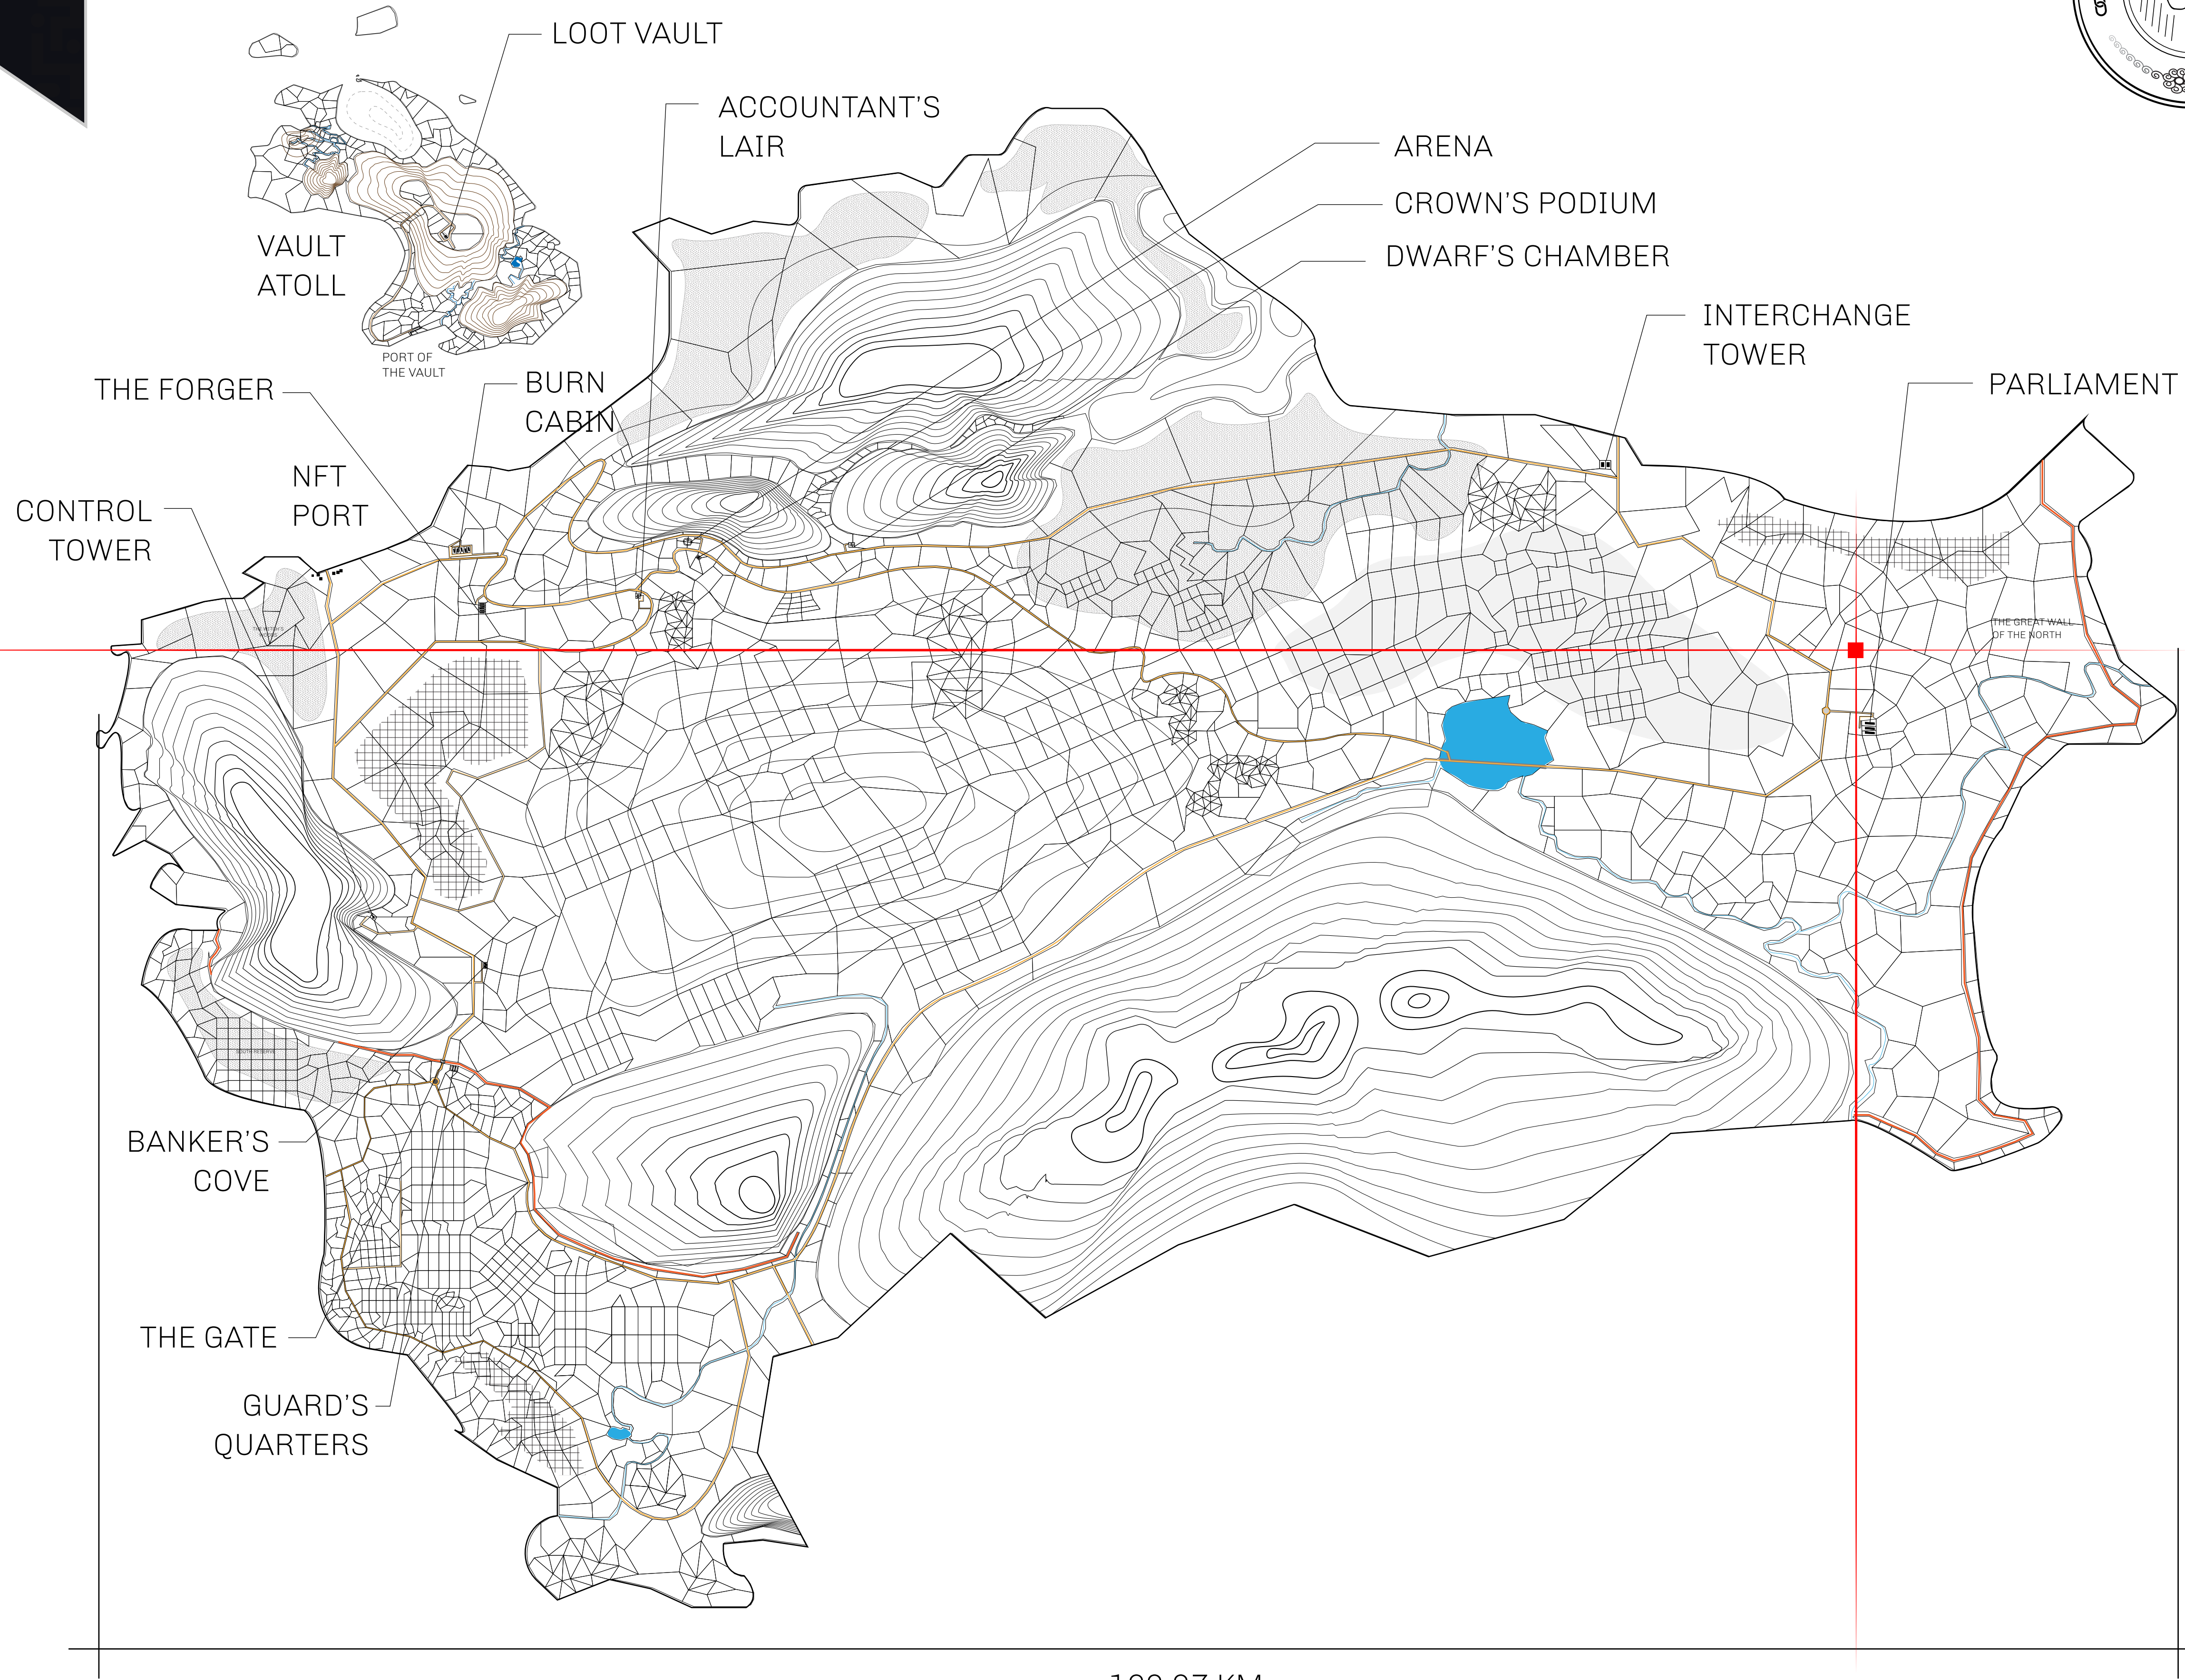 LOOT VAULT
ACCOUNTANT'S
LAIR
ARENA
CROWN'S PODIUM
DWARF'S CHAMBER
VAULT
ATOLL
INTERCHANGE
TOWER
PORT OF
THE VAULT
PARLIAMENT
THE FORGER
BURN
CABIN
NFT
PORT
CONTROL
TOWER
THE GREAT WALL
OF THE NORTH
SOUTH RESERVE
BANKER'S
COVE
THE GATE
GUARD'S
QUARTERS